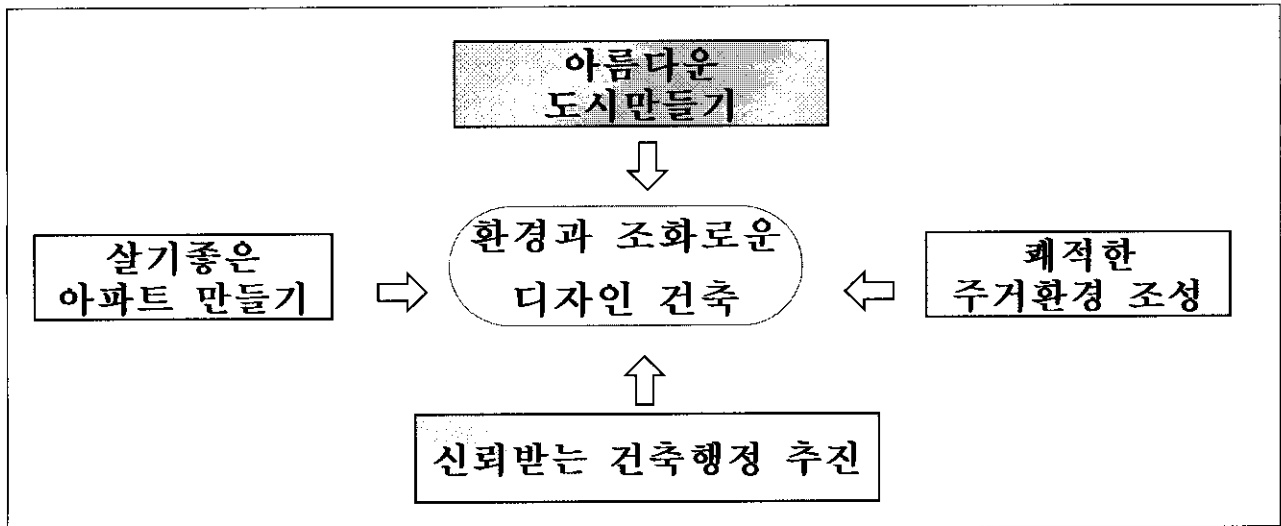 아름다운
도시만들기
환경과 조화로운
디자인 건축
살기좋은
아파트 만들기
쾌적한
주거환경 조성
신뢰받는 건축행정 추진